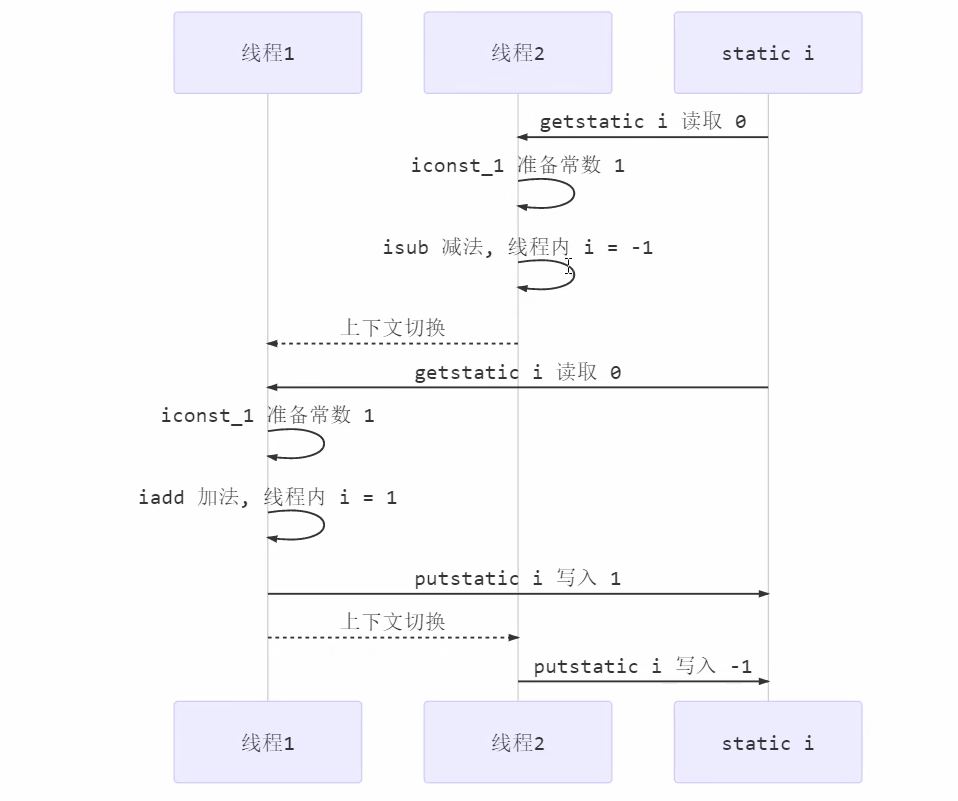 线程1
线程2
static i
getstatic i 读取 0
iconst_1 准备常数 1
isub 减法, 线程内 i = -1
上下文切换
getstatic i 读取 0
iconst_1 准备常数 1
iadd 加法, 线程内 i = 1
putstatic i 写入 1
上下文切换
putstatic i 写入 -1
线程1
线程2
static i